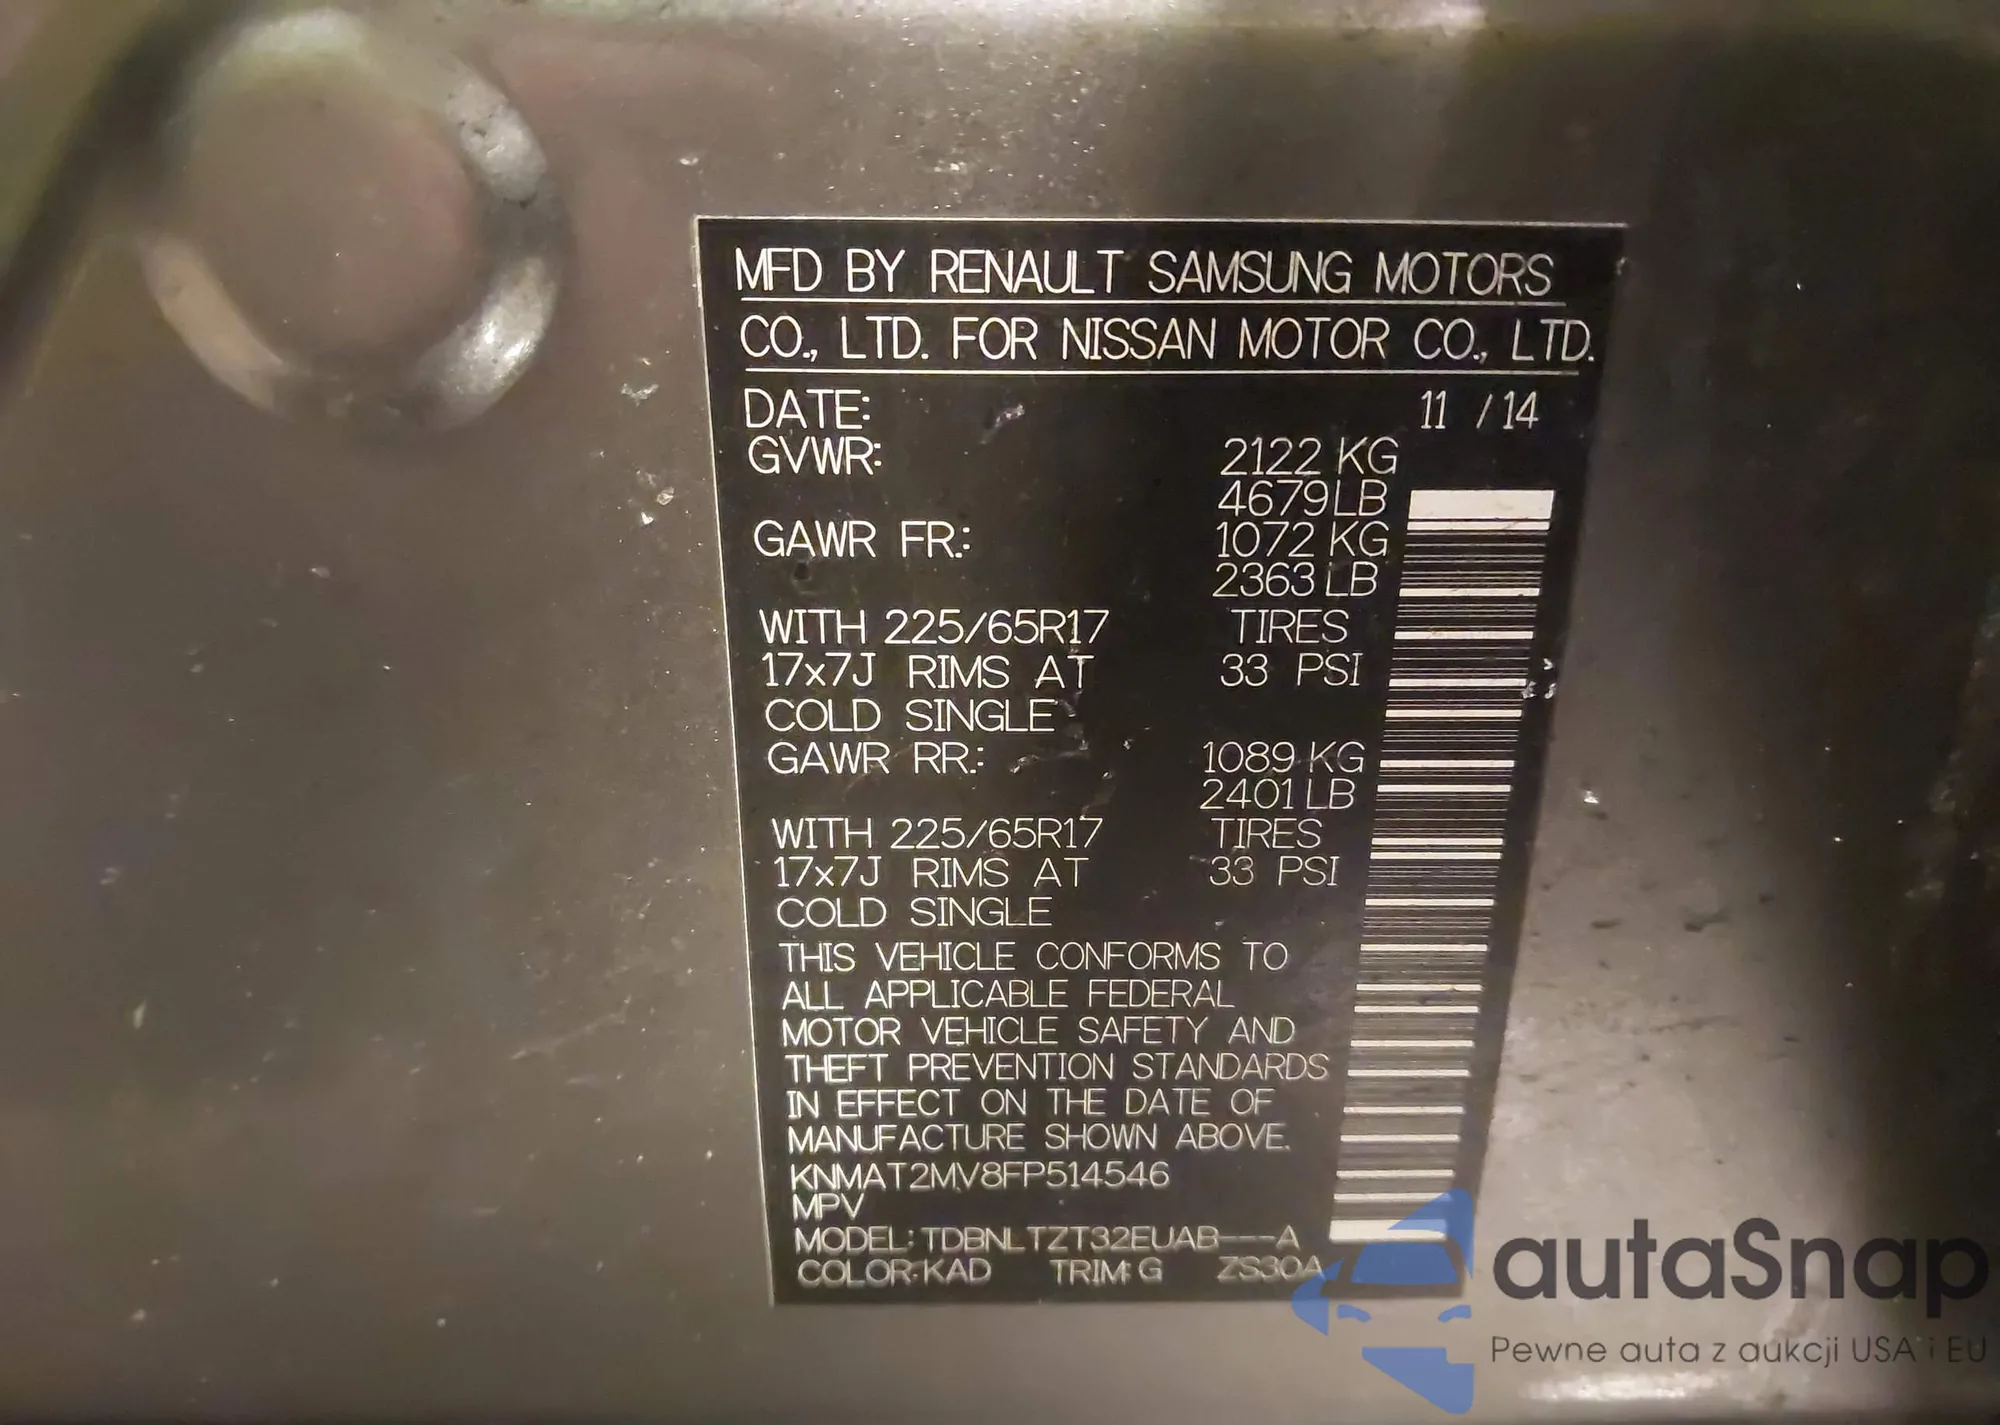 MFD BY RENAULT SAMSUNG MOTORS
CO., LTD. FOR NISSAN MOTOR CO., LTD.
DATE: 11 / 14
GVWR: 2122 KG
4679 LB
GAWR FR.: 1072 KG
2363 LB
WITH 225/65R17 TIRES
17x7J RIMS AT 33 PSI
COLD SINGLE
GAWR RR.: 1089 KG
2401 LB
WITH 225/65R17 TIRES
17x7J RIMS AT 33 PSI
COLD SINGLE
THIS VEHICLE CONFORMS TO
ALL APPLICABLE FEDERAL
MOTOR VEHICLE SAFETY AND
THEFT PREVENTION STANDARDS
IN EFFECT ON THE DATE OF
MANUFACTURE SHOWN ABOVE.
KNMAT2MV8FP514546
MPV
MODEL: TDBNLTZT32EUAB---A
COLOR: KAD TRIM: G ZS30A
autaSnap
Pewne auta z aukcji USA i EU